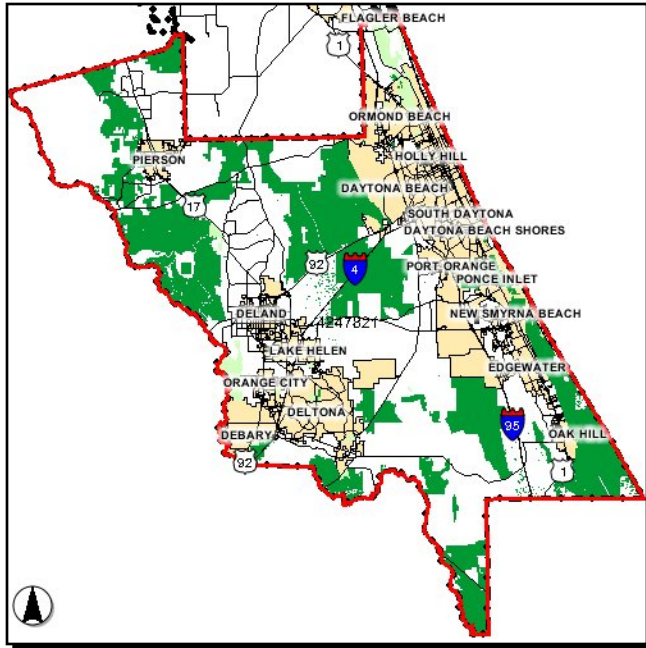 FLAGLER BEACH
1
ORMOND BEACH
HOLLY HILL
PIERSON
DAYTONA BEACH
17
SOUTH DAYTONA
DAYTONA BEACH SHORES
92
4
PORT ORANGE
PONCE INLET
DELAND
4247821
NEW SMYRNA BEACH
LAKE HELEN
EDGEWATER
ORANGE CITY
DELTONA
95
DEBARY
OAK HILL
92
1